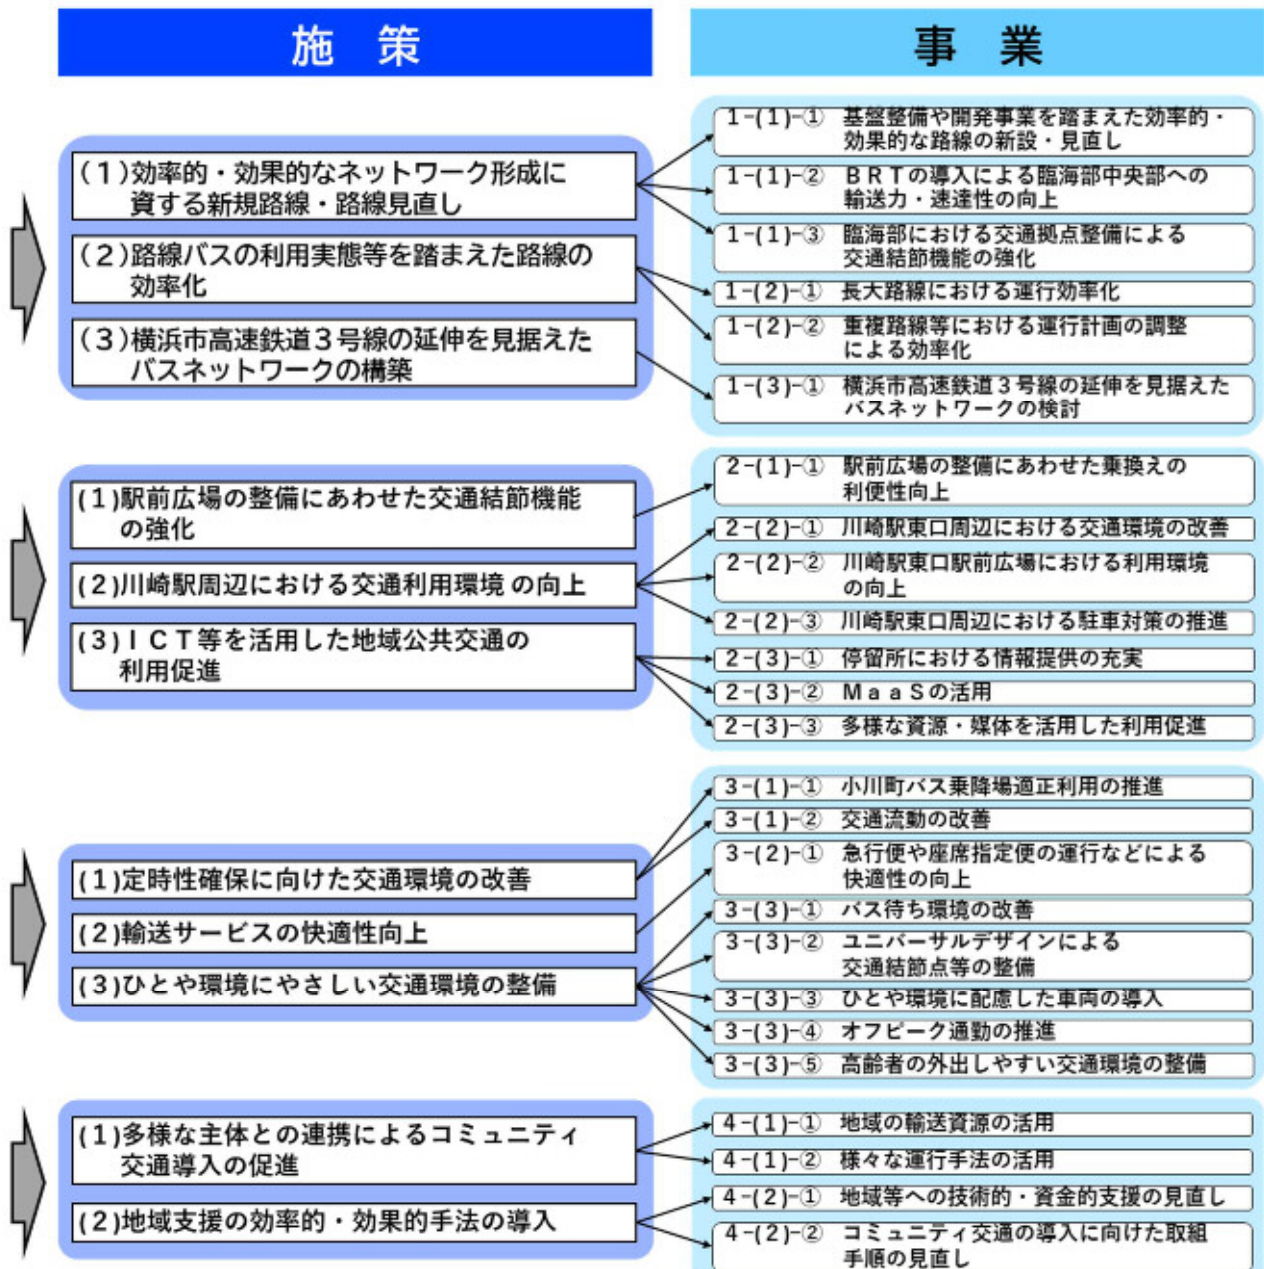 施 策
(1)効率的・効果的なネットワーク形成に
資する新規路線・路線見直し
(2)路線バスの利用実態等を踏まえた路線の
効率化
(3)横浜市高速鉄道3号線の延伸を見据えた
バスネットワークの構築
(1)駅前広場の整備にあわせた交通結節機能
の強化
(2)川崎駅周辺における交通利用環境 の向上
(3)ICT等を活用した地域公共交通の
利用促進
(1)定時性確保に向けた交通環境の改善
(2)輸送サービスの快適性向上
(3)ひとや環境にやさしい交通環境の整備
(1)多様な主体との連携によるコミュニティ
交通導入の促進
(2)地域支援の効率的・効果的手法の導入
事 業
1-(1)-① 基盤整備や開発事業を踏まえた効率的・
効果的な路線の新設・見直し
1-(1)-② BRTの導入による臨海部中央部への
輸送力・速達性の向上
1-(1)-③ 臨海部における交通拠点整備による
交通結節機能の強化
1-(2)-① 長大路線における運行効率化
1-(2)-② 重複路線等における運行計画の調整
による効率化
1-(3)-① 横浜市高速鉄道3号線の延伸を見据えた
バスネットワークの検討
2-(1)-① 駅前広場の整備にあわせた乗換えの
利便性向上
2-(2)-① 川崎駅東口周辺における交通環境の改善
2-(2)-② 川崎駅東口駅前広場における利用環境
の向上
2-(2)-③ 川崎駅東口周辺における駐車対策の推進
2-(3)-① 停留所における情報提供の充実
2-(3)-② MaaSの活用
2-(3)-③ 多様な資源・媒体を活用した利用促進
3-(1)-① 小川町バス乗降場適正利用の推進
3-(1)-② 交通流動の改善
3-(2)-① 急行便や座席指定便の運行などによる
快適性の向上
3-(3)-① バス待ち環境の改善
3-(3)-② ユニバーサルデザインによる
交通結節点等の整備
3-(3)-③ ひとや環境に配慮した車両の導入
3-(3)-④ オフピーク通勤の推進
3-(3)-⑤ 高齢者の外出しやすい交通環境の整備
4-(1)-① 地域の輸送資源の活用
4-(1)-② 様々な運行手法の活用
4-(2)-① 地域等への技術的・資金的支援の見直し
4-(2)-② コミュニティ交通の導入に向けた取組
手順の見直し